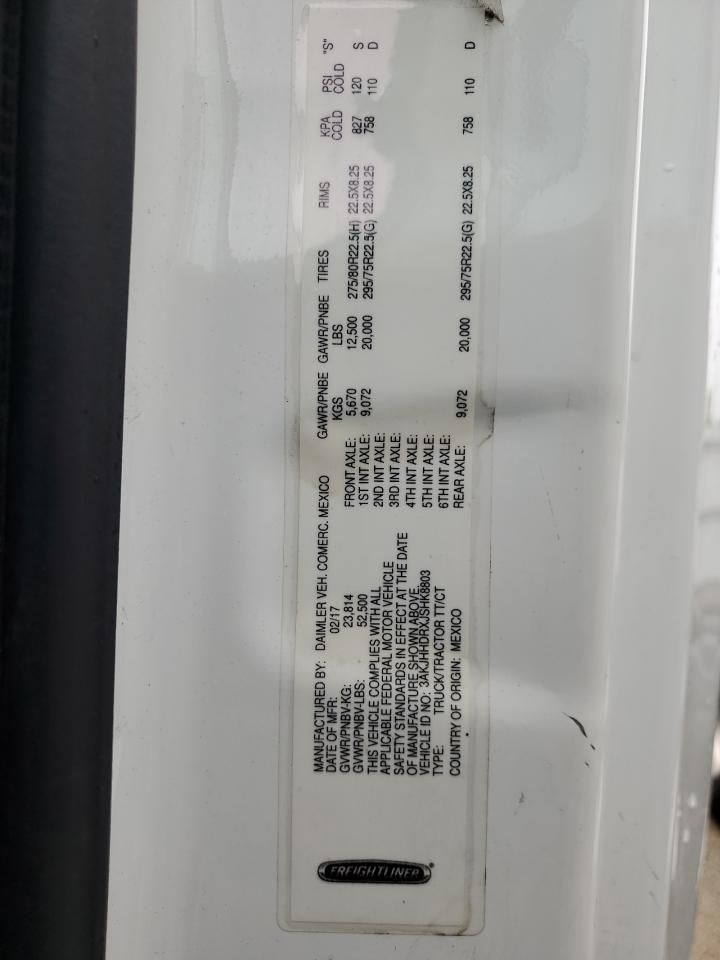 FREIGHTLINER
MANUFACTURED BY: DAIMLER VEH. COMERC. MEXICO
DATE OF MFR: 02/17
GVWR/PNBV-KG: 23,814
GVWR/PNBV-LBS: 52,500
THIS VEHICLE COMPLIES WITH ALL
APPLICABLE FEDERAL MOTOR VEHICLE
SAFETY STANDARDS IN EFFECT AT THE DATE
OF MANUFACTURE SHOWN ABOVE.
VEHICLE ID NO: 3AKJHHDRXJSHK8803
TYPE: TRUCK/TRACTOR TT/CT
COUNTRY OF ORIGIN: MEXICO
GAWR/PNBE GAWR/PNBE TIRES RIMS KPA PSI "S"
KGS LBS COLD COLD
FRONT AXLE: 5,670 12,500 275/80R22.5(H) 22.5X8.25 827 120 S
1ST INT AXLE: 9,072 20,000 295/75R22.5(G) 22.5X8.25 758 110 D
2ND INT AXLE:
3RD INT AXLE:
4TH INT AXLE:
5TH INT AXLE:
6TH INT AXLE:
REAR AXLE: 9,072 20,000 295/75R22.5(G) 22.5X8.25 758 110 D